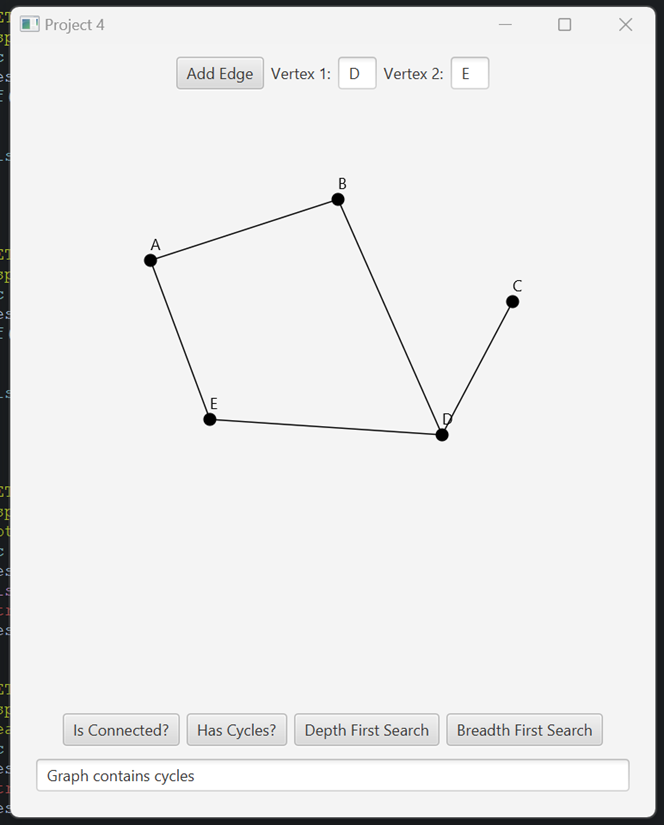 Project 4
Add Edge Vertex 1: D Vertex 2: E
B
A
C
E
D
Is Connected? Has Cycles? Depth First Search Breadth First Search
Graph contains cycles